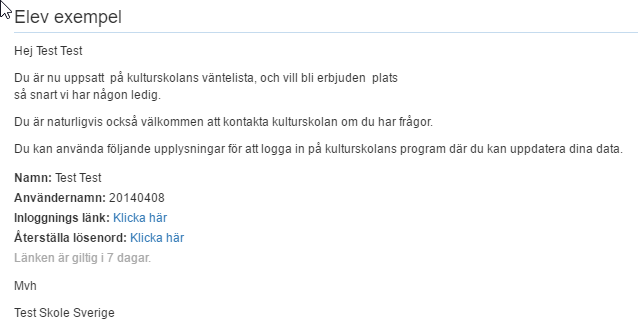 Elev exempel
Hej Test Test
Du är nu uppsatt på kulturskolans väntelista, och vill bli erbjuden plats
så snart vi har någon ledig.
Du är naturligvis också välkommen att kontakta kulturskolan om du har frågor.
Du kan använda följande upplysningar för att logga in på kulturskolans program där du kan uppdatera dina data.
Namn: Test Test
Användernamn: 20140408
Inloggnings länk: Klicka här
Återställa lösenord: Klicka här
Länken är giltig i 7 dagar.
Mvh
Test Skole Sverige